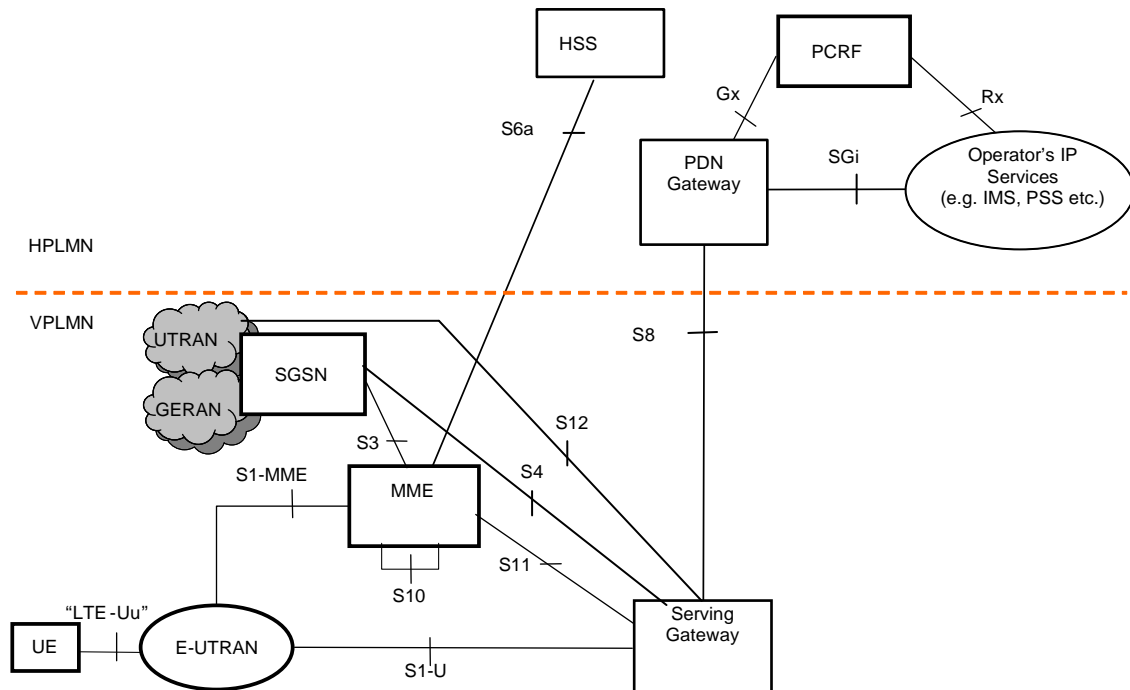 HSS
PCRF
Gx
Rx
S6a
PDN
Gateway
SGi
Operator's IP
Services
(e.g. IMS, PSS etc.)
HPLMN
VPLMN
UTRAN
S8
SGSN
GERAN
S12
S3
S4
S1-MME
MME
S11
S10
"LTE-Uu"
Serving
Gateway
UE
E-UTRAN
S1-U